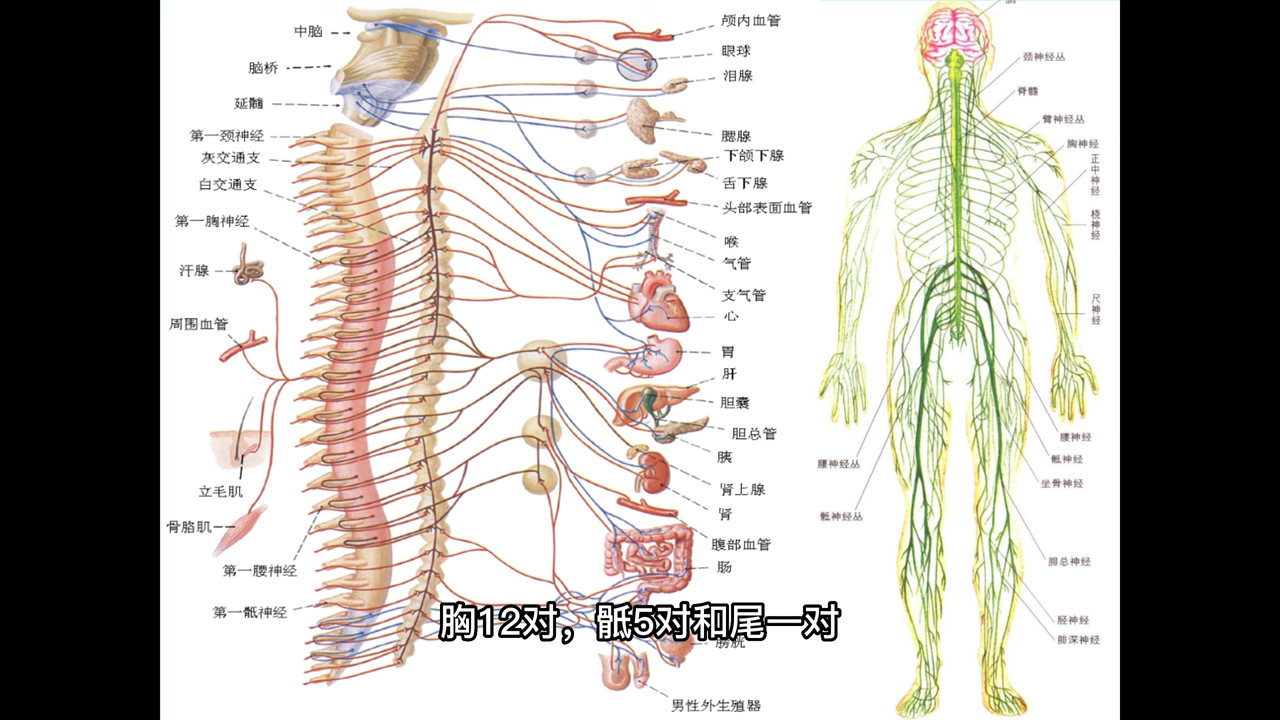 中脑
脑桥
延髓
第一颈神经
灰交通支
白交通支
第一胸神经
汗腺
周围血管
立毛肌
骨胳肌
第一腰神经
第一骶神经
颅内血管
眼球
泪腺
腮腺
下颌下腺
舌下腺
头部表面血管
喉
气管
支气管
心
胃
肝
胆囊
胆总管
胰
肾上腺
肾
腹部血管
肠
膀胱
男性外生殖器
脑
颈神经丛
脊髓
臂神经丛
胸神经
正中神经
桡神经
尺神经
腰神经
骶神经
坐骨神经
腰神经丛
骶神经丛
腓总神经
胫神经
腓深神经
胸12对，骶5对和尾一对